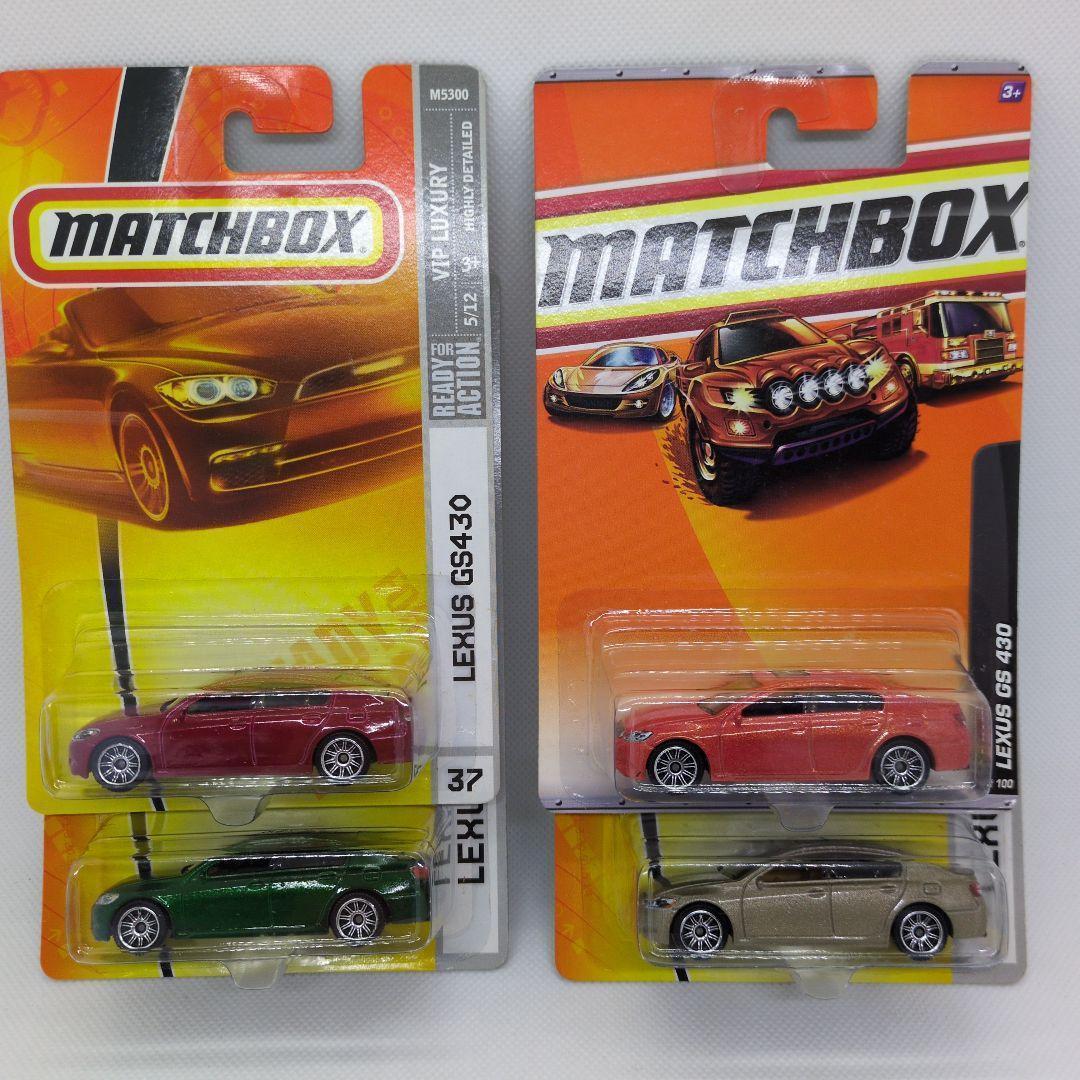 MATCHBOX
M5300
VIP LUXURY
HIGHLY DETAILED
5/12
3+
READY FOR ACTION
LEXUS GS430
37
LEXU
3+
MATCHBOX
LEXUS GS 430
100